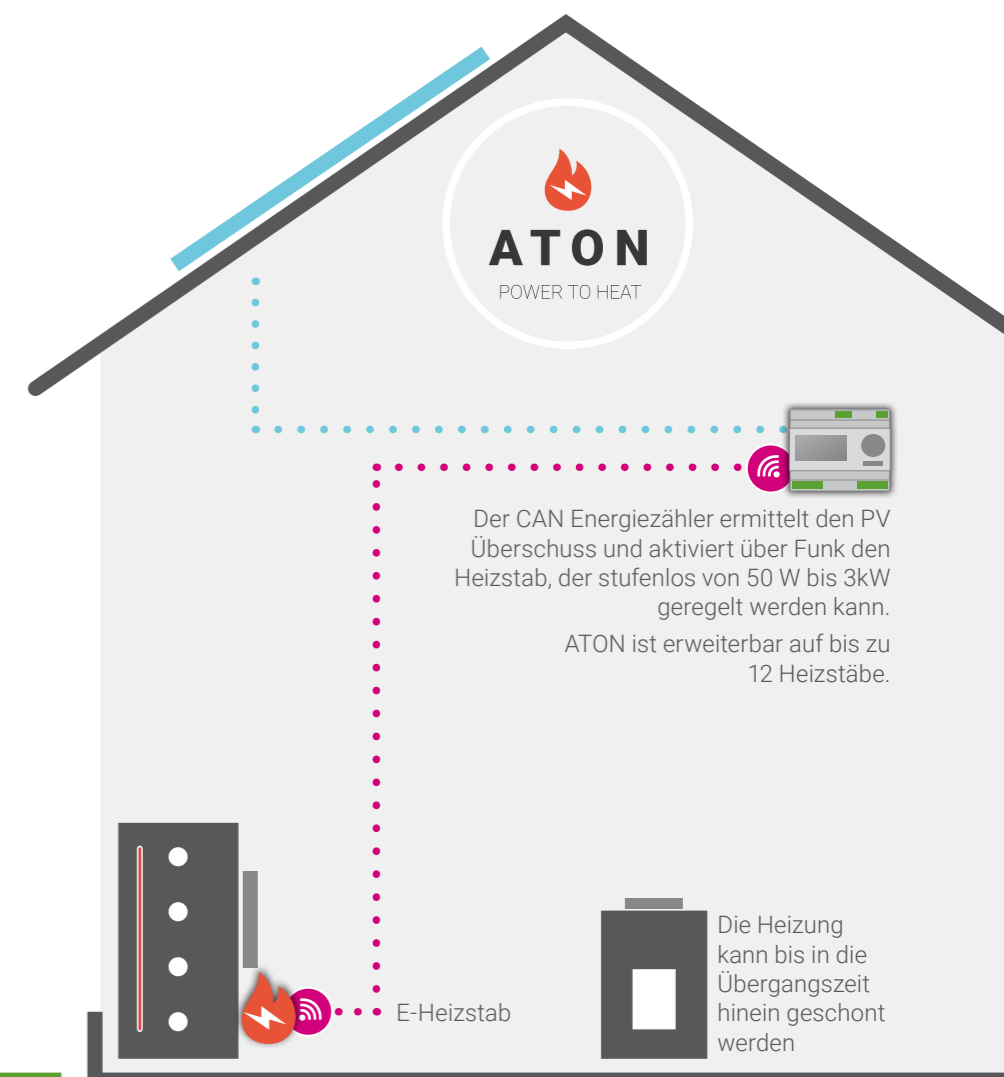 ATON
POWER TO HEAT
Der CAN Energiezähler ermittelt den PV
Überschuss und aktiviert über Funk den
Heizstab, der stufenlos von 50 W bis 3kW
geregelt werden kann.
ATON ist erweiterbar auf bis zu
12 Heizstäbe.
E-Heizstab
Die Heizung
kann bis in die
Übergangszeit
hinein geschont
werden